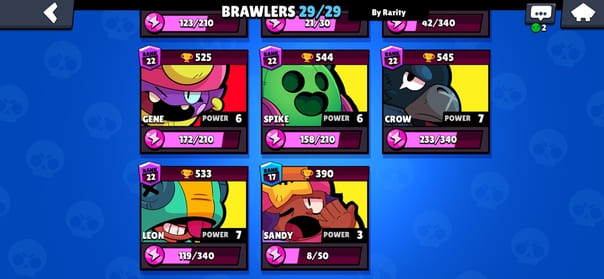 BRAWLERS 29/29
By Rarity
2
123/210
21/30
42/340
RANK 22
525
RANK 22
544
RANK 22
545
GENE POWER 6
SPIKE POWER 6
CROW POWER 7
172/210
158/210
233/340
RANK 22
533
RANK 17
390
LEON POWER 7
SANDY POWER 3
119/340
8/50